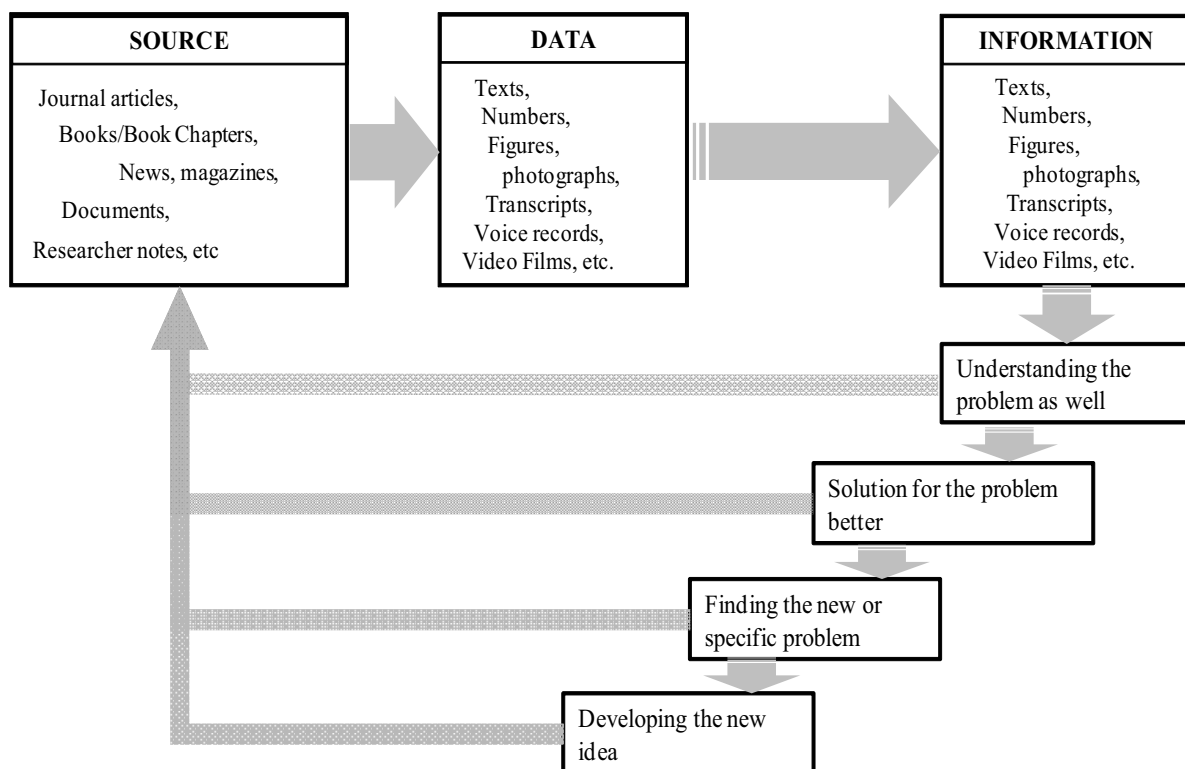 SOURCE
Journal articles,
Books/Book Chapters,
News, magazines,
Documents,
Researcher notes, etc
DATA
Texts,
Numbers,
Figures,
photographs,
Transcripts,
Voice records,
Video Films, etc.
INFORMATION
Texts,
Numbers,
Figures,
photographs,
Transcripts,
Voice records,
Video Films, etc.
Understanding the
problem as well
Solution for the problem
better
Finding the new or
specific problem
Developing the new
idea